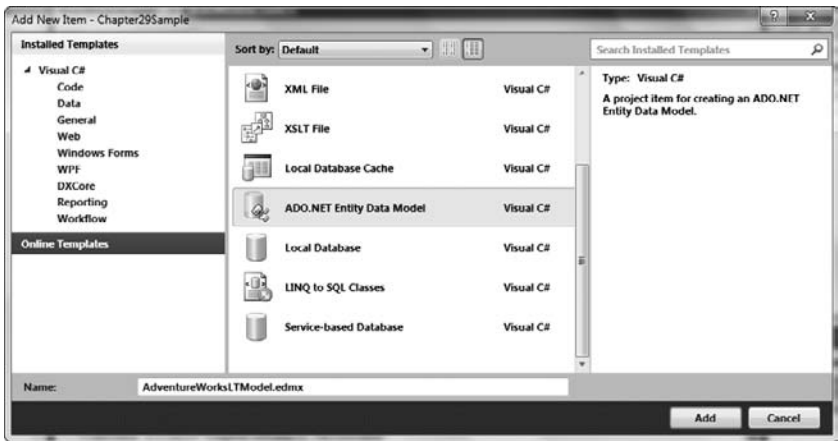 Add New Item - Chapter29Sample
Installed Templates
Sort by: Default
Search Installed Templates
Visual C#
Code
Data
General
Web
Windows Forms
WPF
DXCore
Reporting
Workflow
Online Templates
XML File Visual C#
XSLT File Visual C#
Local Database Cache Visual C#
ADO.NET Entity Data Model Visual C#
Local Database Visual C#
LINQ to SQL Classes Visual C#
Service-based Database Visual C#
Type: Visual C#
A project item for creating an ADO.NET
Entity Data Model.
Name: AdventureWorksLTModel.edmx
Add Cancel